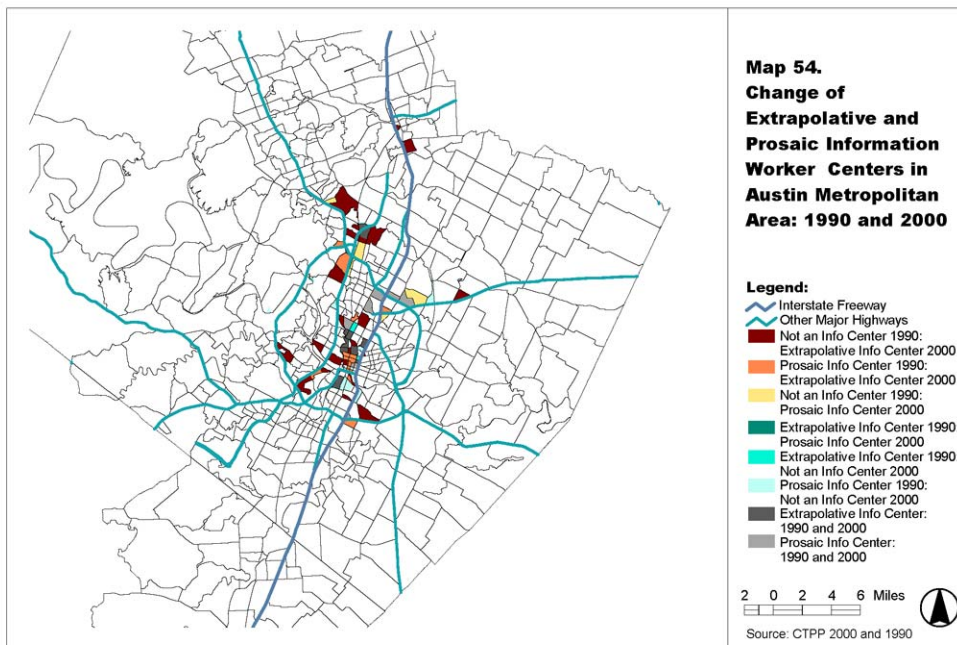 Map 54.
Change of
Extrapolative and
Prosaic Information
Worker Centers in
Austin Metropolitan
Area: 1990 and 2000
Legend:
Interstate Freeway
Other Major Highways
Not an Info Center 1990:
Extrapolative Info Center 2000
Prosaic Info Center 1990:
Extrapolative Info Center 2000
Not an Info Center 1990:
Prosaic Info Center 2000
Extrapolative Info Center 1990
Prosaic Info Center 2000
Extrapolative Info Center 1990
Not an Info Center 2000
Prosaic Info Center 1990:
Not an Info Center 2000
Extrapolative Info Center:
1990 and 2000
Prosaic Info Center:
1990 and 2000
2 0 2 4 6 Miles
Source: CTPP 2000 and 1990